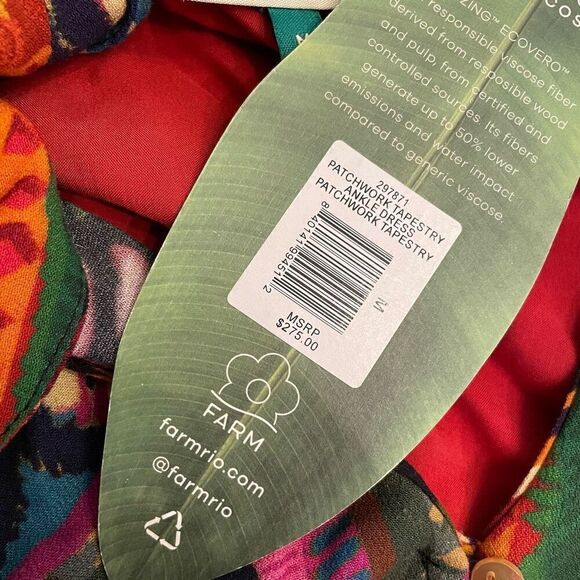 COS
ZING™ ECOVERO™
responsible viscose fiber
derived from resposible wood
and pulp from certified and
controlled sources. Its fibers
generate up to 50% lower
emissions and water impact
compared to generic viscose.
297871
PATCHWORK TAPESTRY
ANKLE DRESS
PATCHWORK TAPESTRY
M
MSRP
$275.00
FARM
farmrio.com
@farmrio